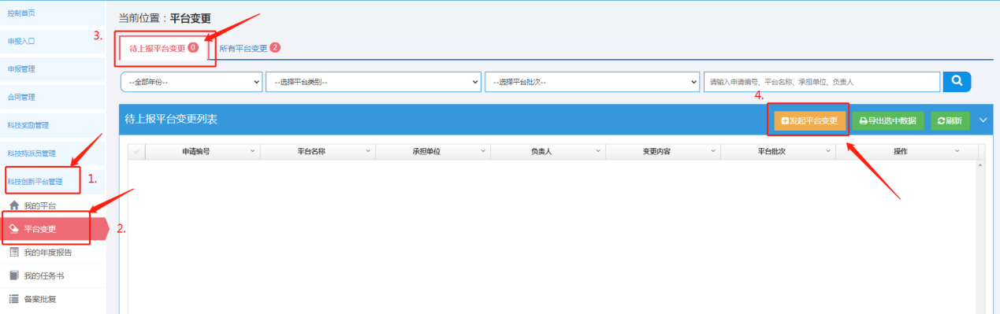 控制首页
申报入口
申报管理
合同管理
科技奖励管理
科技特派员管理
科技创新平台管理
1.
我的平台
平台变更
2.
我的年度报告
我的任务书
备案批复
当前位置：平台变更
3.
待上报平台变更 0
所有平台变更 2
--全部年份--
--选择平台类别--
--选择平台批次--
请输入申请编号、平台名称、承担单位、负责人
4.
待上报平台变更列表
发起平台变更
导出选中数据
刷新
申请编号
平台名称
承担单位
负责人
变更内容
平台批次
操作